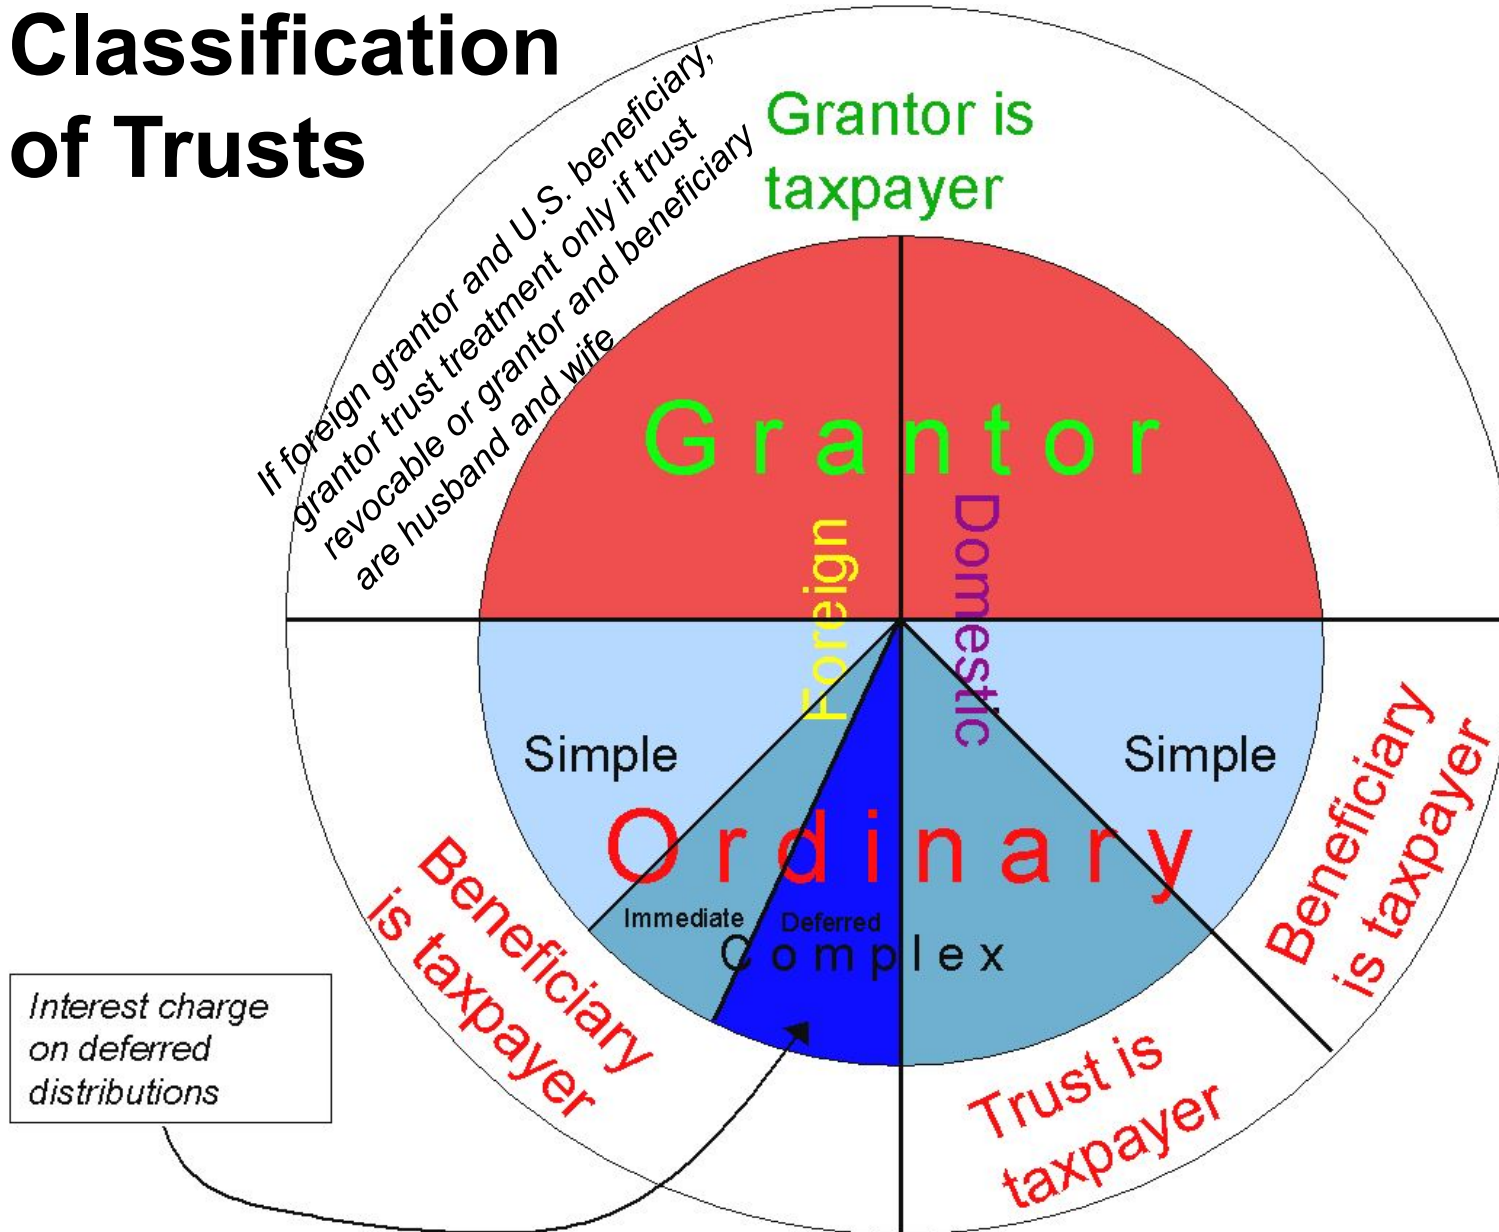 Classification
of Trusts
If foreign grantor and U.S. beneficiary,
grantor trust treatment only if trust
revocable or grantor and beneficiary
are husband and wife
Grantor is
taxpayer
Grantor
Foreign
Domestic
Simple
Simple
Ordinary
Immediate
Deferred
Complex
Beneficiary
is taxpayer
Beneficiary
is taxpayer
Trust is
taxpayer
Interest charge
on deferred
distributions